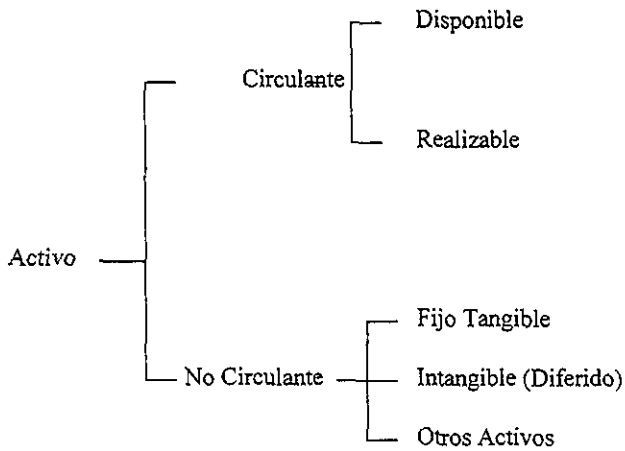 Disponible
Circulante
Realizable
Activo
Fijo Tangible
No Circulante
Intangible (Diferido)
Otros Activos